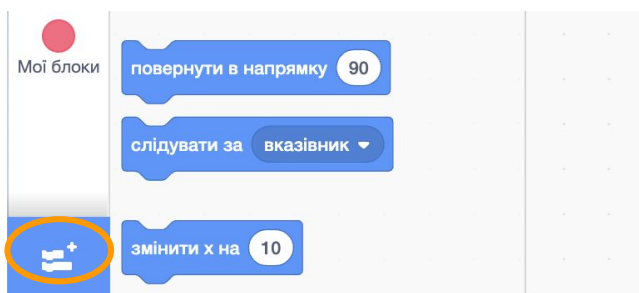 Мої блоки
повернути в напрямку 90
слідувати за вказівник
змінити x на 10